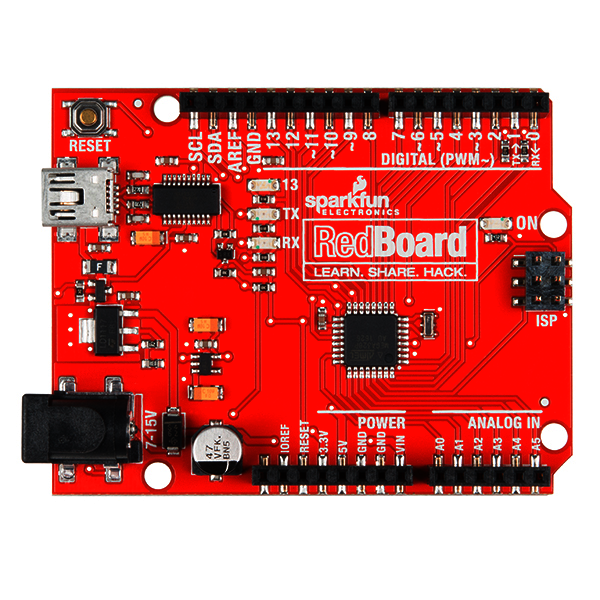 RESET
SCL
SDA
AREF
GND
13
12
~11
~10
~9
8
7
~6
~5
4
~3
2
TX→1
RX←0
DIGITAL (PWM~)
13
TX
RX
sparkfun
ELECTRONICS
RedBoard
LEARN. SHARE. HACK.
ON
ISP
F
7-15V
47
VFK.
BN5
POWER
ANALOG IN
IOREF
RESET
3.3V
5V
GND
GND
VIN
A0
A1
A2
A3
A4
A5